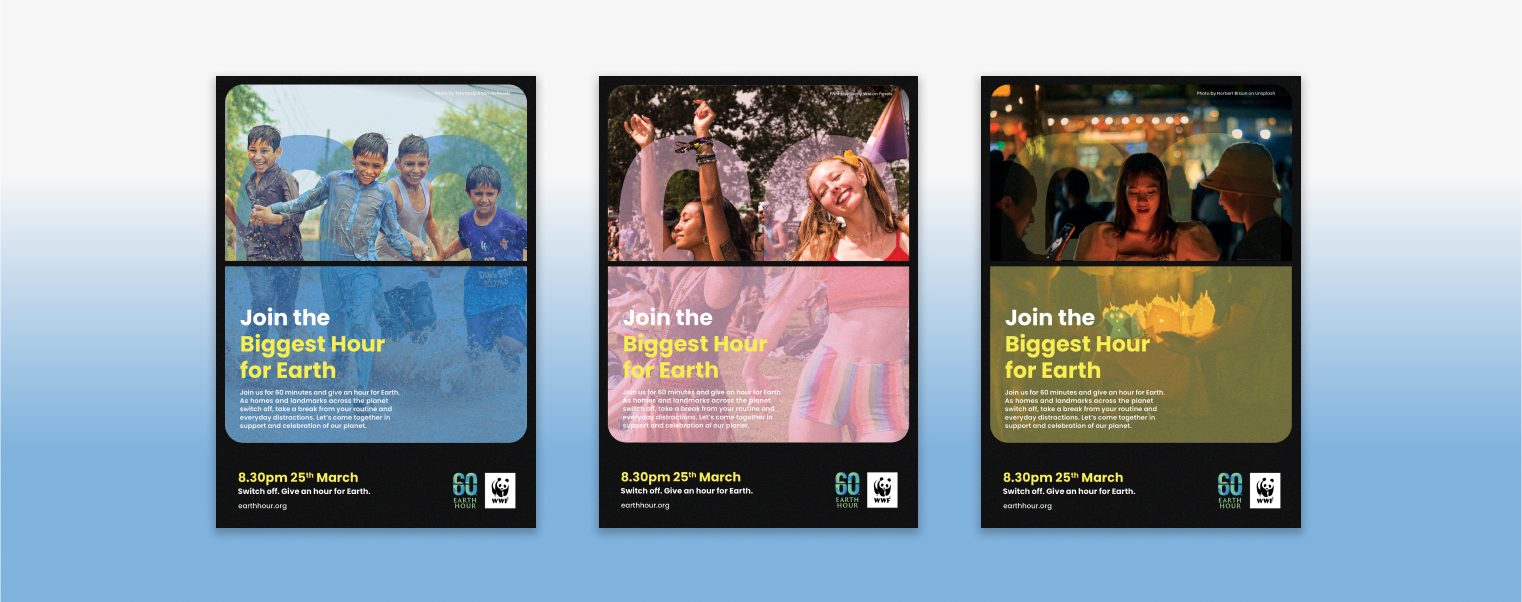 Photo by Norbert Braun on Unsplash
Join the
Biggest Hour
for Earth
Join us for 60 minutes and give an hour for Earth.
As homes and landmarks across the planet
switch off, take a break from your routine and
everyday distractions. Let's come together in
support and celebration of our planet.
8.30pm 25th March
Switch off. Give an hour for Earth.
earthhour.org
60
EARTH
HOUR
WWF
Join the
Biggest Hour
for Earth
Join us for 60 minutes and give an hour for Earth.
As homes and landmarks across the planet
switch off, take a break from your routine and
everyday distractions. Let's come together in
support and celebration of our planet.
8.30pm 25th March
Switch off. Give an hour for Earth.
earthhour.org
60
EARTH
HOUR
WWF
Join the
Biggest Hour
for Earth
Join us for 60 minutes and give an hour for Earth.
As homes and landmarks across the planet
switch off, take a break from your routine and
everyday distractions. Let's come together in
support and celebration of our planet.
8.30pm 25th March
Switch off. Give an hour for Earth.
earthhour.org
60
EARTH
HOUR
WWF